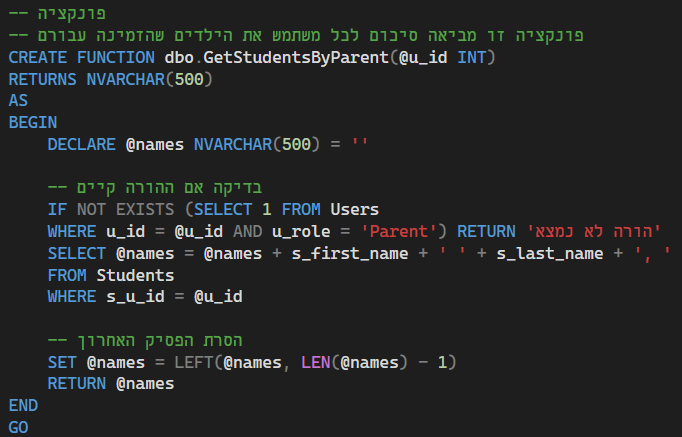 -- פונקציה
-- פונקציה זו מביאה סיכום לכל משתמש את הילדים שהזמינה עבורם
CREATE FUNCTION dbo.GetStudentsByParent(@u_id INT)
RETURNS NVARCHAR(500)
AS
BEGIN
    DECLARE @names NVARCHAR(500) = ''

    -- בדיקה אם ההורה קיים
    IF NOT EXISTS (SELECT 1 FROM Users
    WHERE u_id = @u_id AND u_role = 'Parent') RETURN 'הורה לא נמצא'
    SELECT @names = @names + s_first_name + ' ' + s_last_name + ', '
    FROM Students
    WHERE s_u_id = @u_id

    -- הסרת הפסיק האחרון
    SET @names = LEFT(@names, LEN(@names) - 1)
    RETURN @names
END
GO